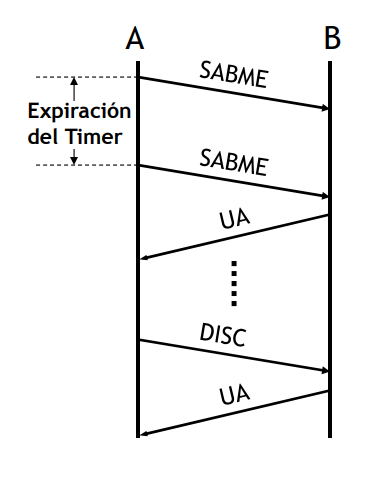 A B
SABME
Expiración
del Timer
SABME
UA
DISC
UA